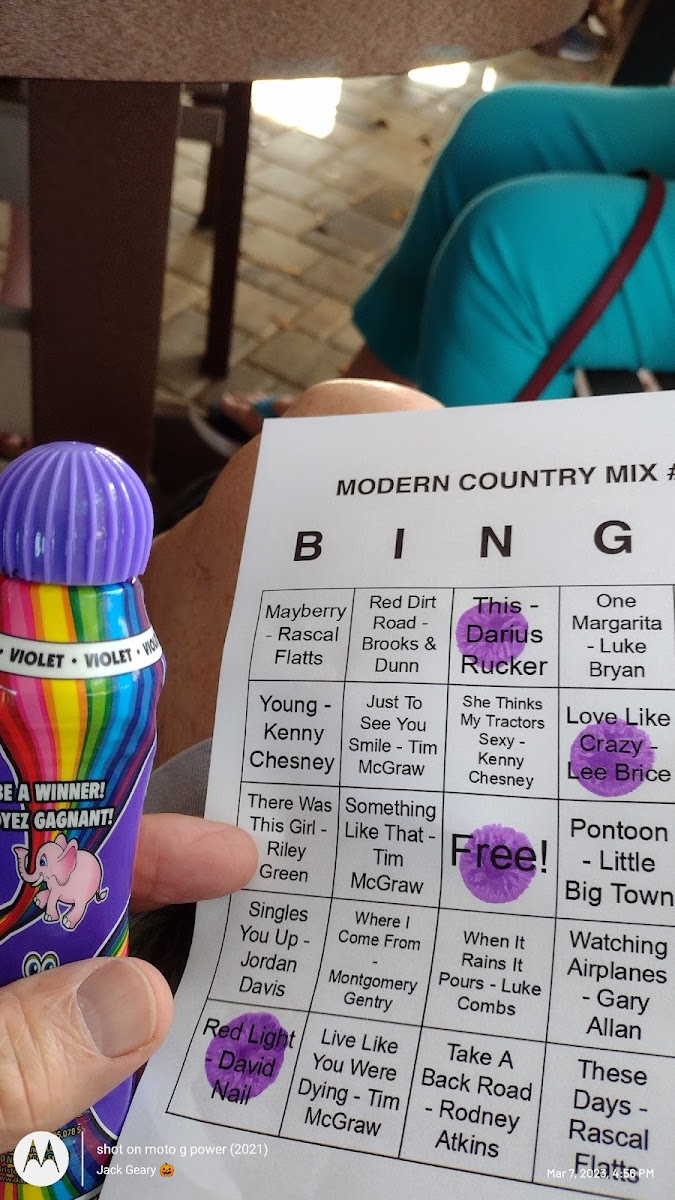 MODERN COUNTRY MIX #
B I N G
Mayberry
- Rascal
Flatts
Red Dirt
Road -
Brooks &
Dunn
This -
Darius
Rucker
One
Margarita
- Luke
Bryan
Young -
Kenny
Chesney
Just To
See You
Smile - Tim
McGraw
She Thinks
My Tractors
Sexy -
Kenny
Chesney
Love Like
Crazy -
Lee Brice
There Was
This Girl -
Riley
Green
Something
Like That -
Tim
McGraw
Free!
Pontoon
- Little
Big Town
Singles
You Up -
Jordan
Davis
Where I
Come From
-
Montgomery
Gentry
When It
Rains It
Pours - Luke
Combs
Watching
Airplanes
- Gary
Allan
Red Light
- David
Nail
Live Like
You Were
Dying - Tim
McGraw
Take A
Back Road
- Rodney
Atkins
These
Days -
Rascal
Flatts
• VIOLET • VIOLET •
BE A WINNER!
YEZ GAGNANT!
shot on moto g power (2021)
Jack Geary 🎃
Mar 7, 2023, 4:56 PM